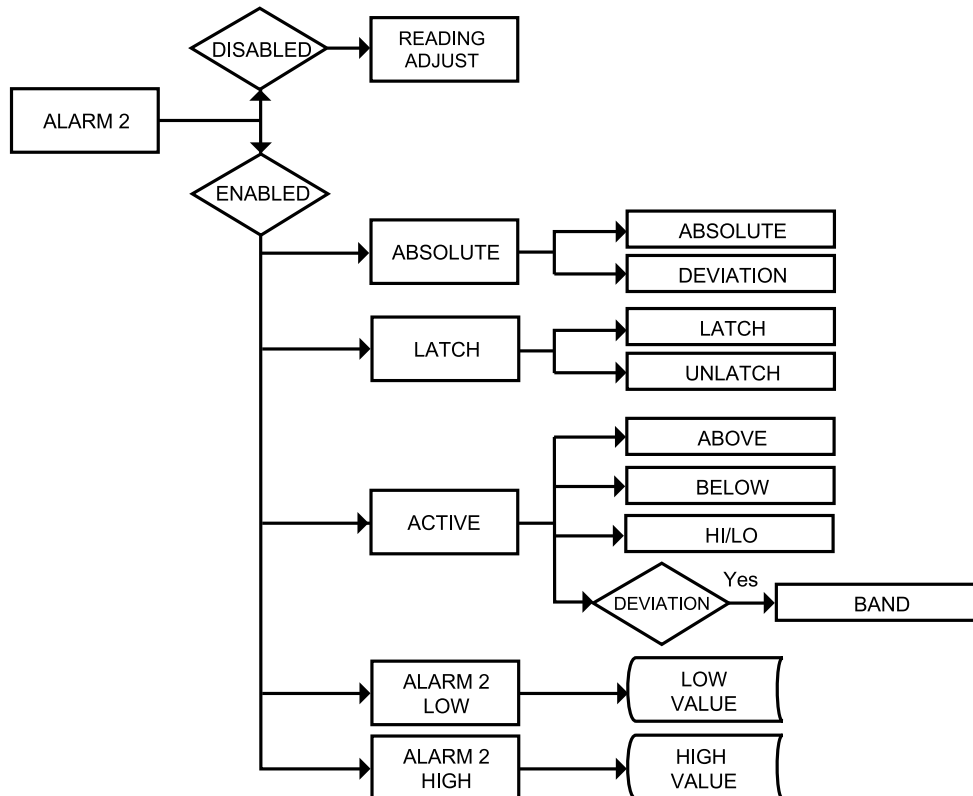 DISABLED
READING
ADJUST
ALARM 2
ENABLED
ABSOLUTE
ABSOLUTE
DEVIATION
LATCH
LATCH
UNLATCH
ACTIVE
ABOVE
BELOW
HI/LO
DEVIATION
Yes
BAND
ALARM 2
LOW
LOW
VALUE
ALARM 2
HIGH
HIGH
VALUE